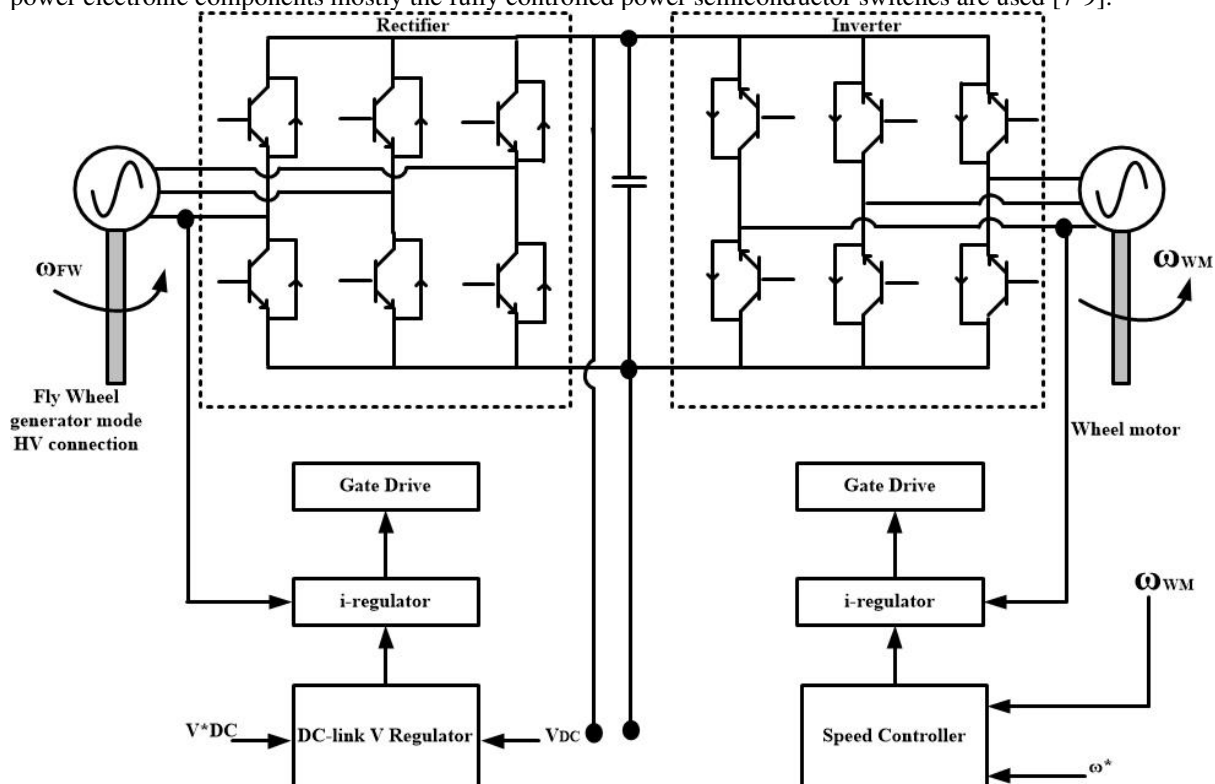 power electronic components mostly the fully controlled power semiconductor switches are used [7-9].
Rectifier
Inverter
ωFW
ωWM
Fly Wheel
generator mode
HV connection
Wheel motor
Gate Drive
Gate Drive
i-regulator
i-regulator
ωWM
V*DC
DC-link V Regulator
VDC
Speed Controller
ω*